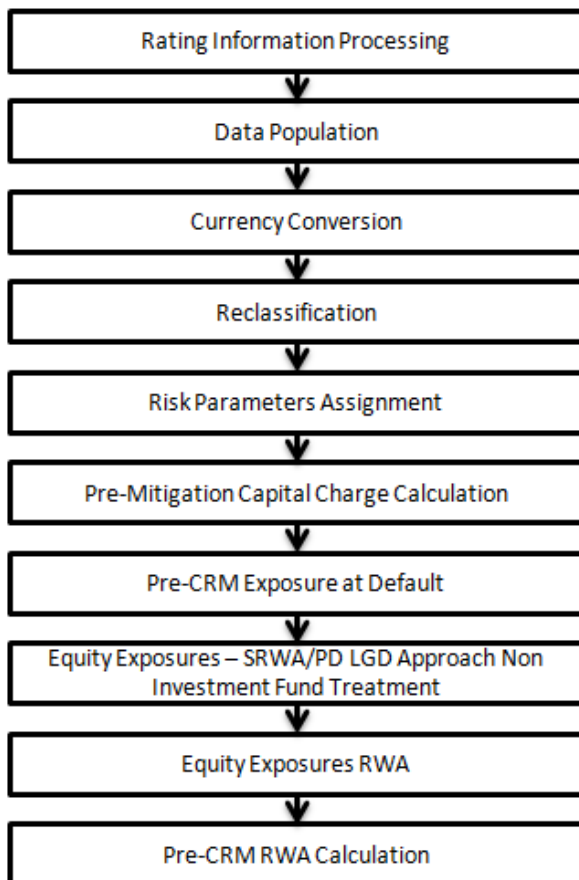 Rating Information Processing
Data Population
Currency Conversion
Reclassification
Risk Parameters Assignment
Pre-Mitigation Capital Charge Calculation
Pre-CRM Exposure at Default
Equity Exposures – SRWA/PD LGD Approach Non
Investment Fund Treatment
Equity Exposures RWA
Pre-CRM RWA Calculation